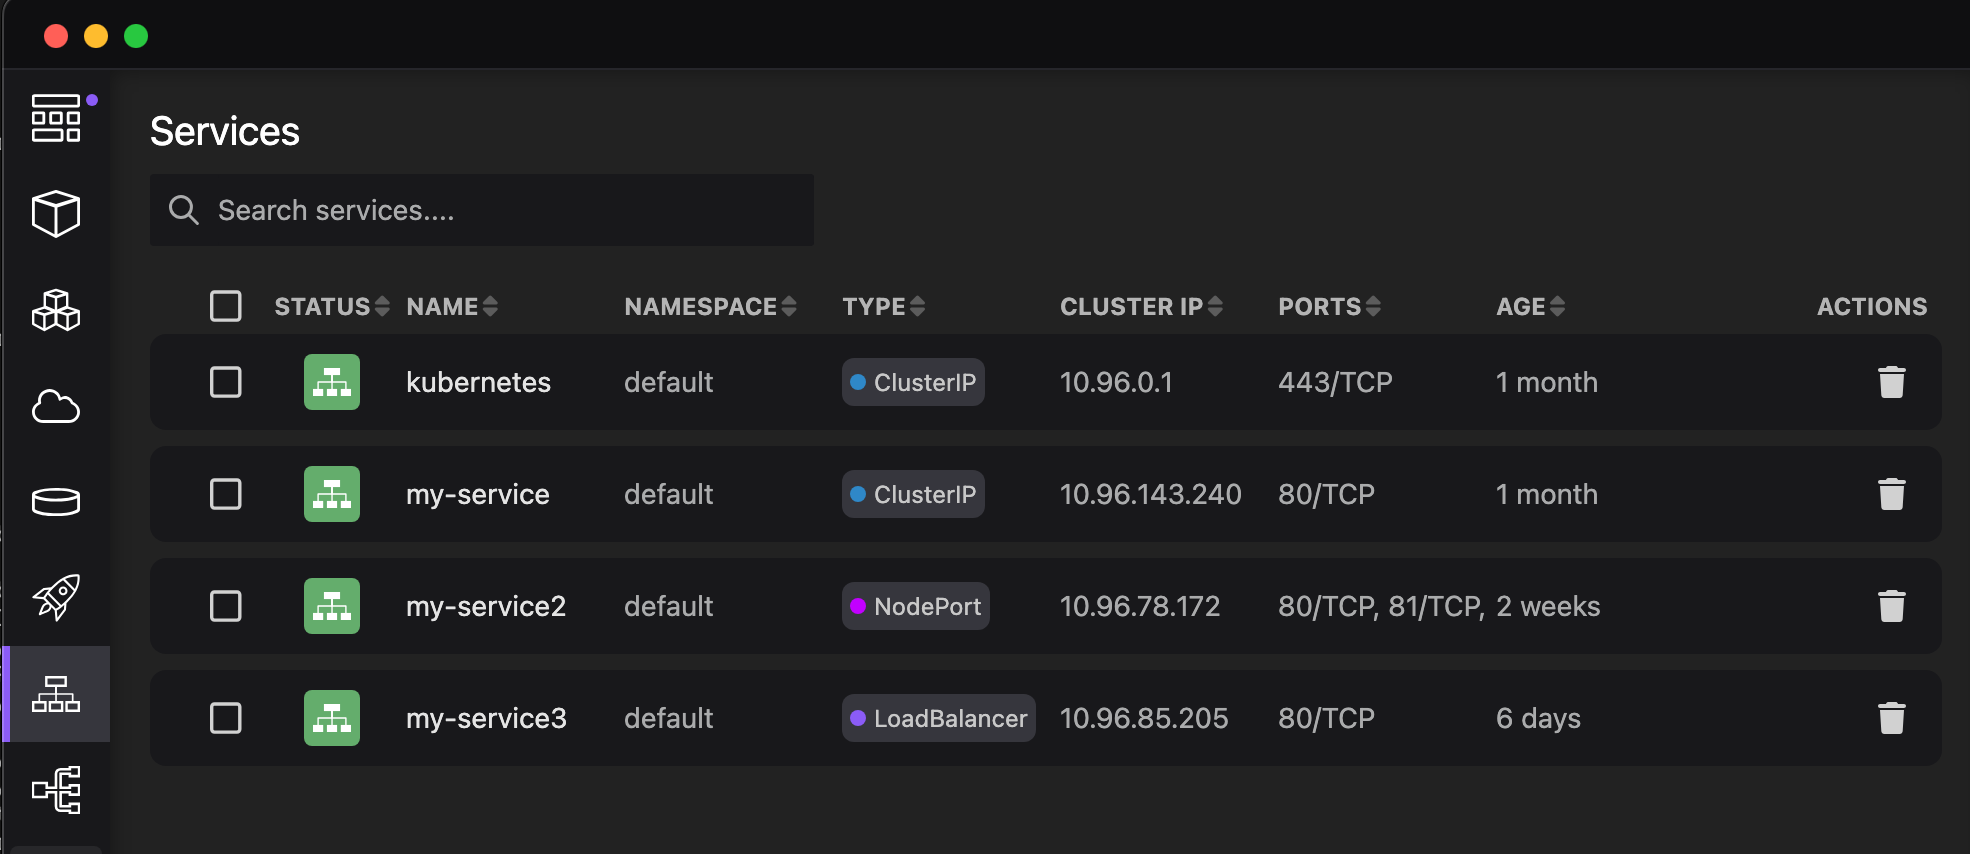 Services
Search services....
STATUS NAME NAMESPACE TYPE CLUSTER IP PORTS AGE ACTIONS
kubernetes default ClusterIP 10.96.0.1 443/TCP 1 month
my-service default ClusterIP 10.96.143.240 80/TCP 1 month
my-service2 default NodePort 10.96.78.172 80/TCP, 81/TCP, 2 weeks
my-service3 default LoadBalancer 10.96.85.205 80/TCP 6 days